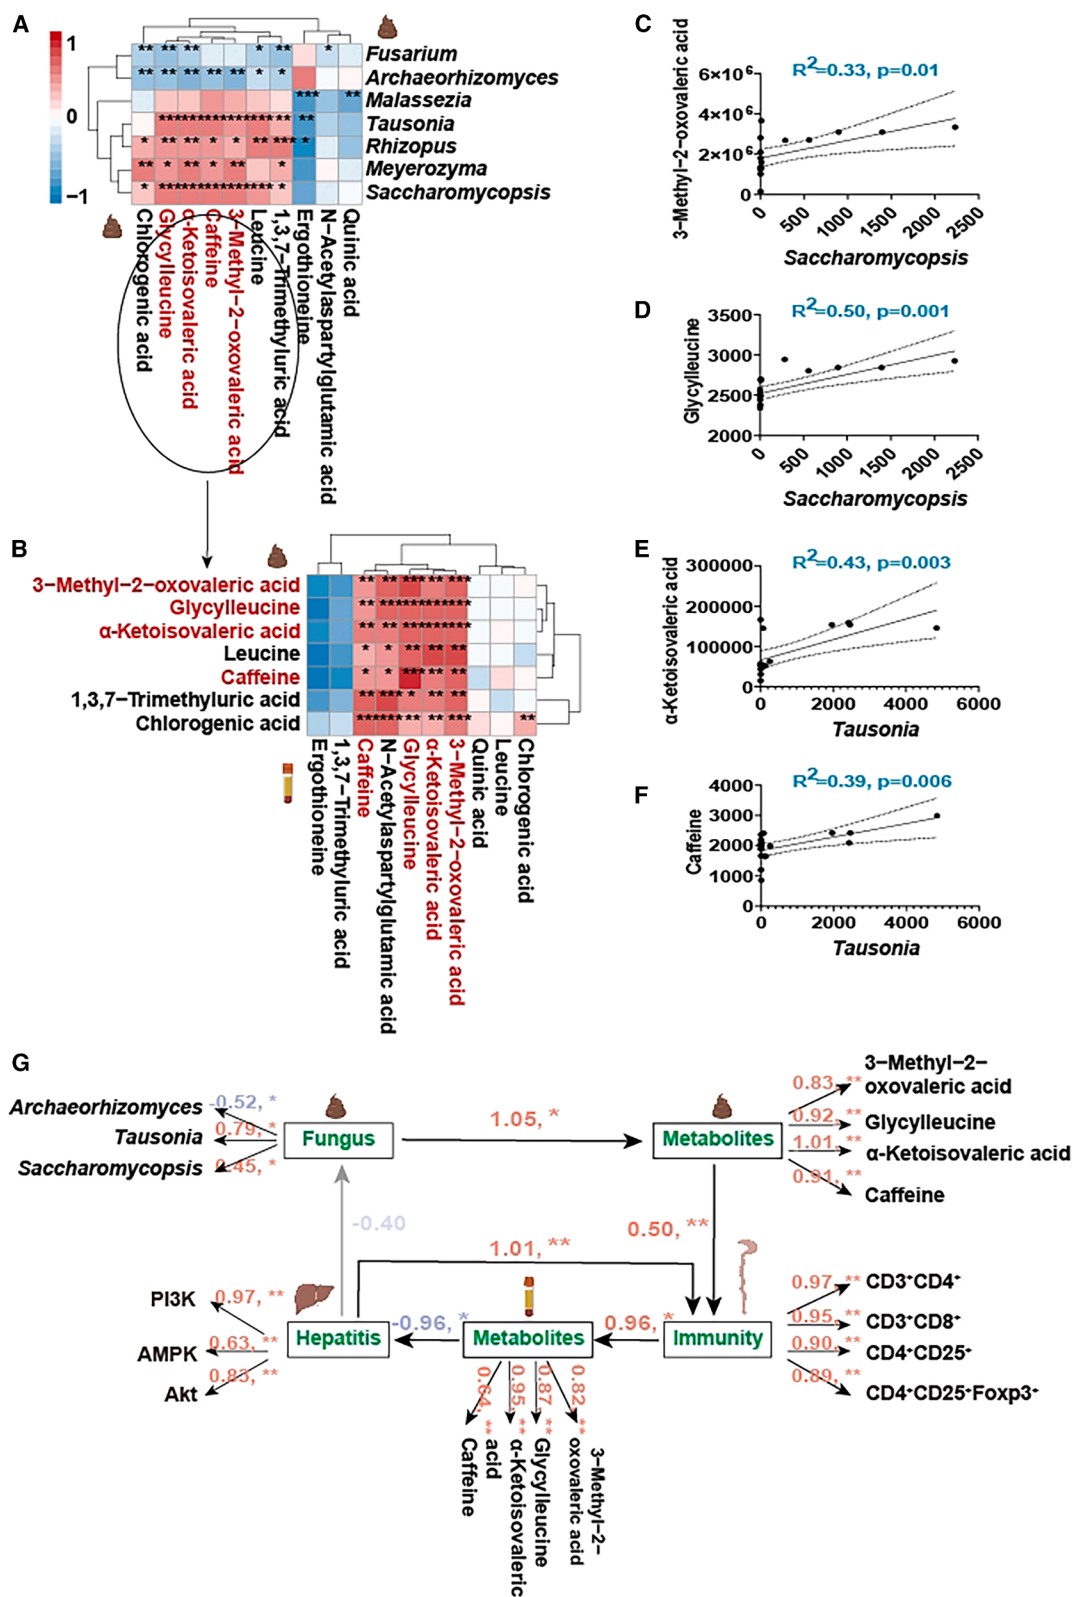 A
1
0
−1
Fusarium
Archaeorhizomyces
Malassezia
Tausonia
Rhizopus
Meyerozyma
Saccharomycopsis
Chlorogenic acid
Glycylleucine
α-Ketoisovaleric acid
Caffeine
3−Methyl−2−oxovaleric acid
Leucine
1,3,7−Trimethyluric acid
Ergothioneine
N−Acetylaspartylglutamic acid
Quinic acid
B
3−Methyl−2−oxovaleric acid
Glycylleucine
α-Ketoisovaleric acid
Leucine
Caffeine
1,3,7−Trimethyluric acid
Chlorogenic acid
Ergothioneine
1,3,7−Trimethyluric acid
Caffeine
N−Acetylaspartylglutamic acid
Glycylleucine
α-Ketoisovaleric acid
3−Methyl−2−oxovaleric acid
Quinic acid
Leucine
Chlorogenic acid
C
R²=0.33, p=0.01
3-Methyl-2-oxovaleric acid
6×10⁶
4×10⁶
2×10⁶
0
0 500 1000 1500 2000 2500
Saccharomycopsis
D
R²=0.50, p=0.001
Glycylleucine
3500
3000
2500
2000
0 500 1000 1500 2000 2500
Saccharomycopsis
E
R²=0.43, p=0.003
α-Ketoisovaleric acid
300000
200000
100000
0
0 2000 4000 6000
Tausonia
F
R²=0.39, p=0.006
Caffeine
4000
3000
2000
1000
0
0 2000 4000 6000
Tausonia
G
Archaeorhizomyces -0.52, *
Tausonia 0.79, *
Saccharomycopsis 0.45, *
Fungus
1.05, *
Metabolites
0.83, ** 3−Methyl−2−
oxovaleric acid
0.92, ** Glycylleucine
1.01, ** α-Ketoisovaleric acid
0.91, ** Caffeine
-0.40
0.50, **
1.01, **
PI3K 0.97, **
AMPK 0.63, **
Akt 0.83, **
Hepatitis
-0.96, *
Metabolites
0.96, *
Immunity
0.97, ** CD3⁺CD4⁺
0.95, ** CD3⁺CD8⁺
0.90, ** CD4⁺CD25⁺
0.89, ** CD4⁺CD25⁺Foxp3⁺
0.64, **
Caffeine
0.95, **
α-Ketoisovaleric
acid
0.87, **
Glycylleucine
0.82, **
3−Methyl−2−
oxovaleric acid